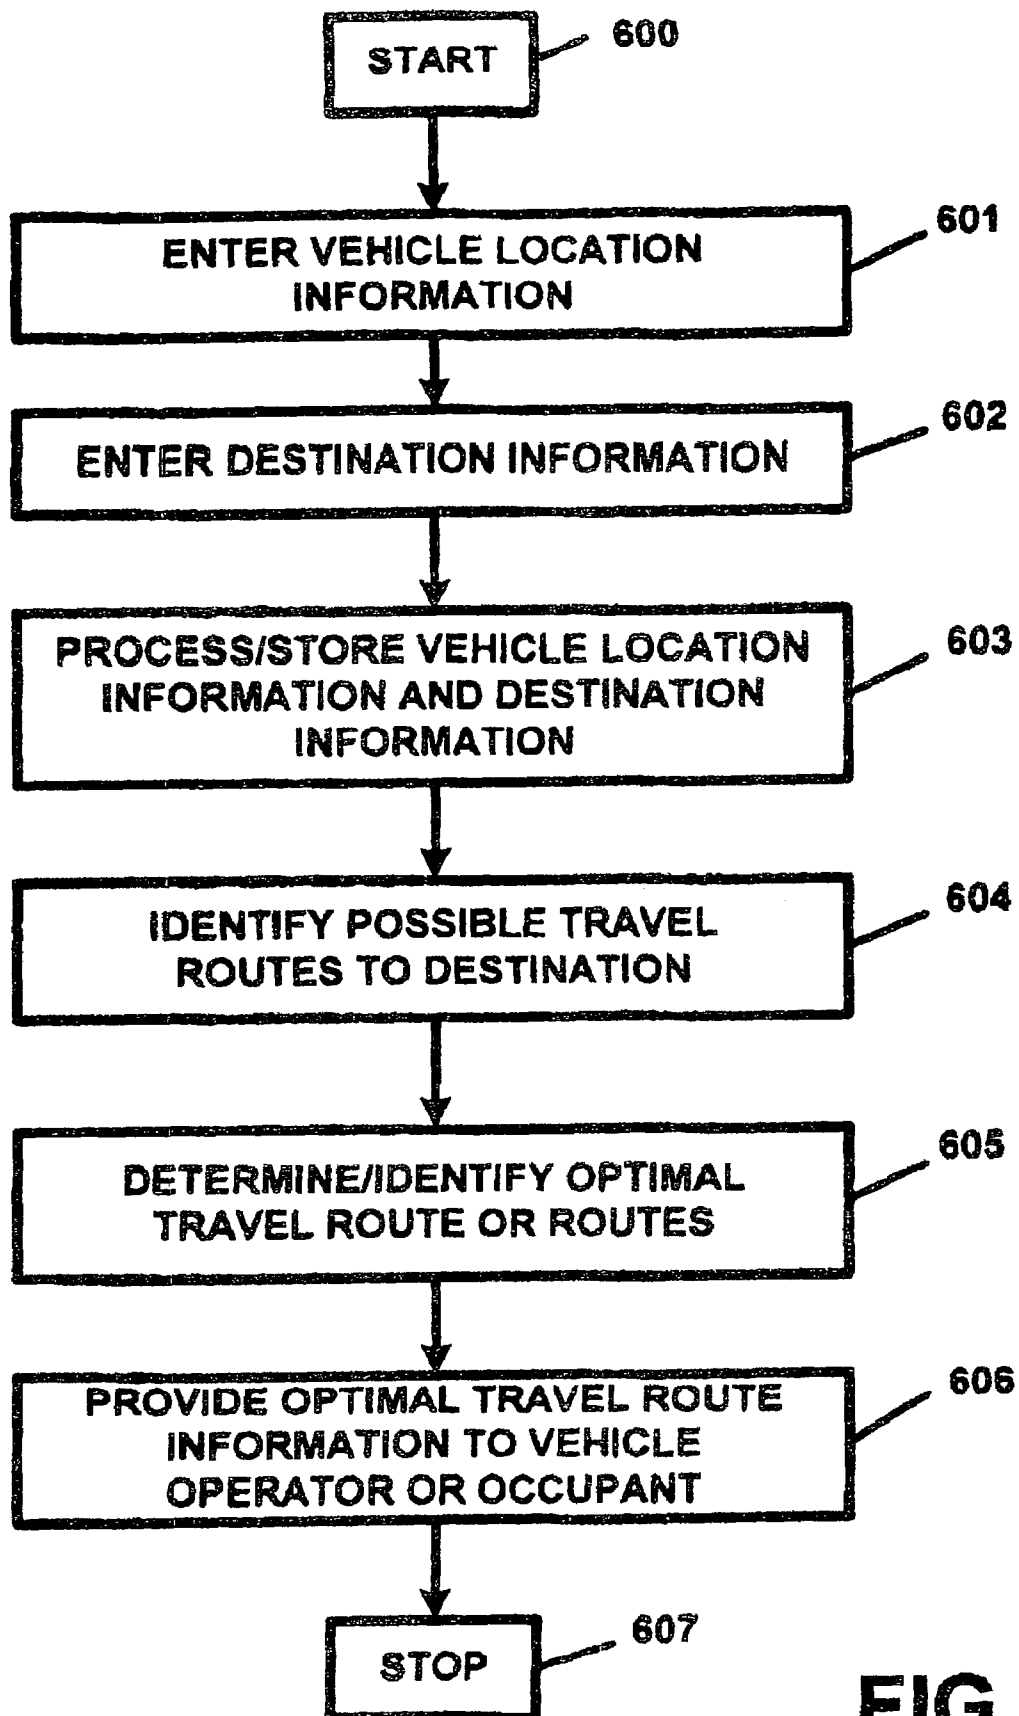 START
600
ENTER VEHICLE LOCATION
INFORMATION
601
ENTER DESTINATION INFORMATION
602
PROCESS/STORE VEHICLE LOCATION
INFORMATION AND DESTINATION
INFORMATION
603
IDENTIFY POSSIBLE TRAVEL
ROUTES TO DESTINATION
604
DETERMINE/IDENTIFY OPTIMAL
TRAVEL ROUTE OR ROUTES
605
PROVIDE OPTIMAL TRAVEL ROUTE
INFORMATION TO VEHICLE
OPERATOR OR OCCUPANT
606
STOP
607
FIG